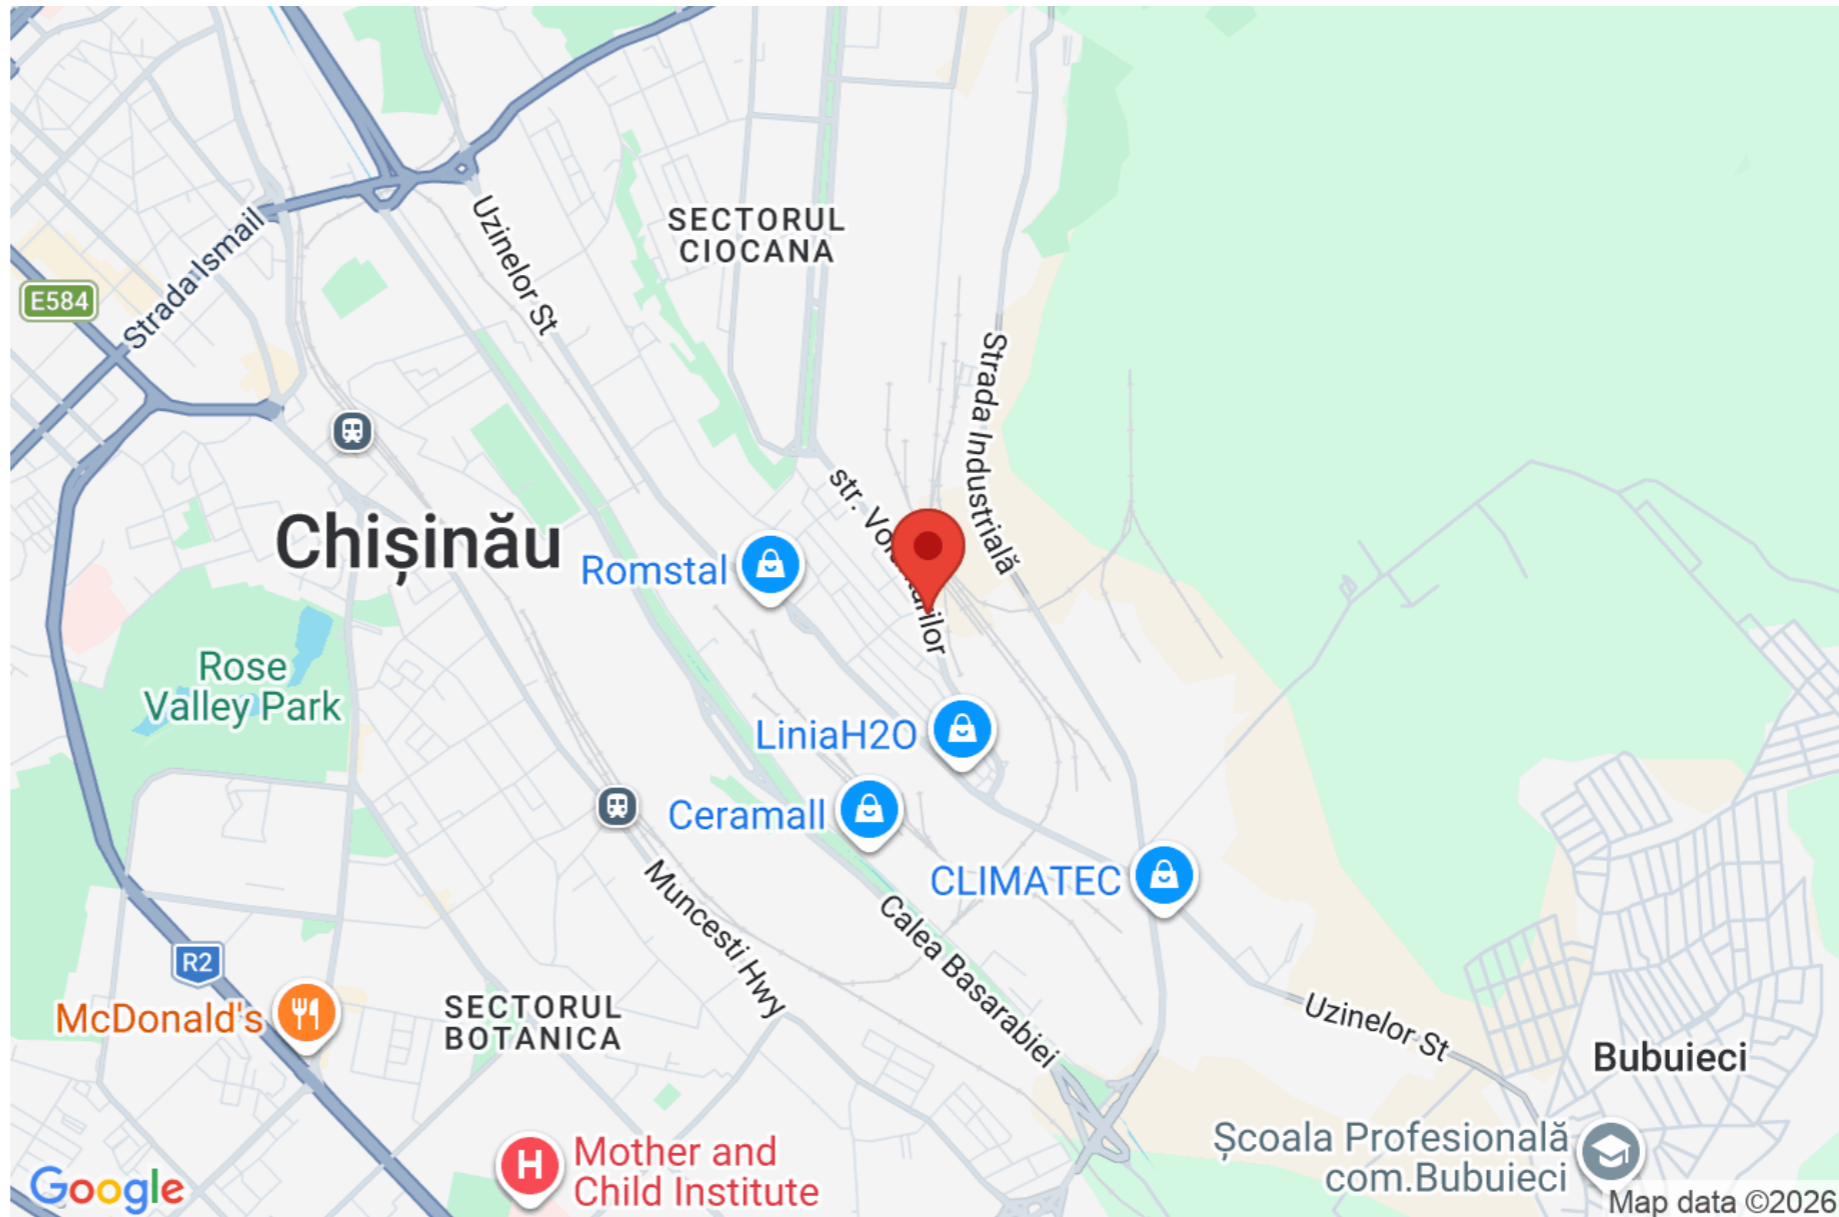 SECTORUL
CIOCANA
Uzinelor St
Strada Ismail
E584
Strada Industrială
str. Voluntarilor
Chișinău
Romstal
Rose
Valley Park
LiniaH2O
Ceramall
CLIMATEC
Muncesti Hwy
Calea Basarabiei
R2
McDonald's
SECTORUL
BOTANICA
Uzinelor St
Bubuieci
H
Mother and
Child Institute
Școala Profesională
com.Bubuieci
Google
Map data ©2026